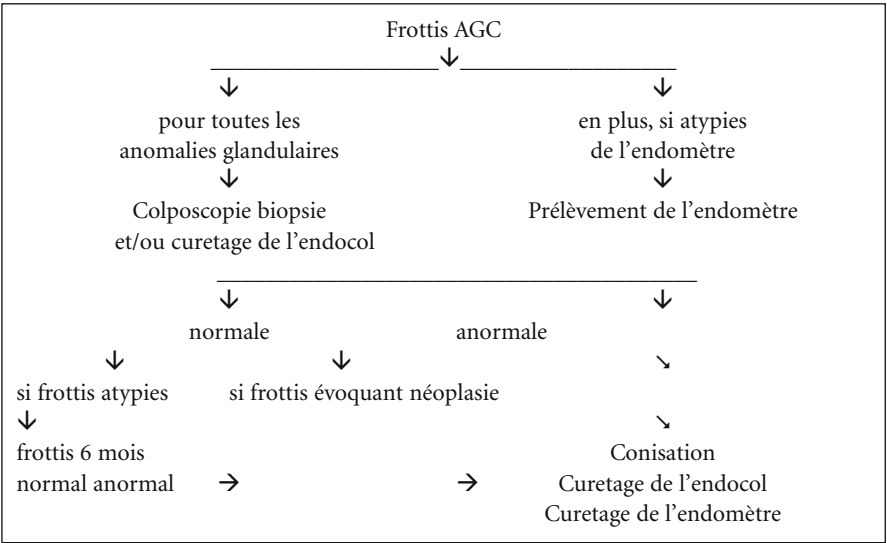 Frottis AGC
pour toutes les en plus, si atypies
anomalies glandulaires de l'endomètre
Colposcopie biopsie Prélèvement de l'endomètre
et/ou curetage de l'endocol
normale anormale
si frottis atypies si frottis évoquant néoplasie
frottis 6 mois Conisation
normal anormal → → Curetage de l'endocol
Curetage de l'endomètre